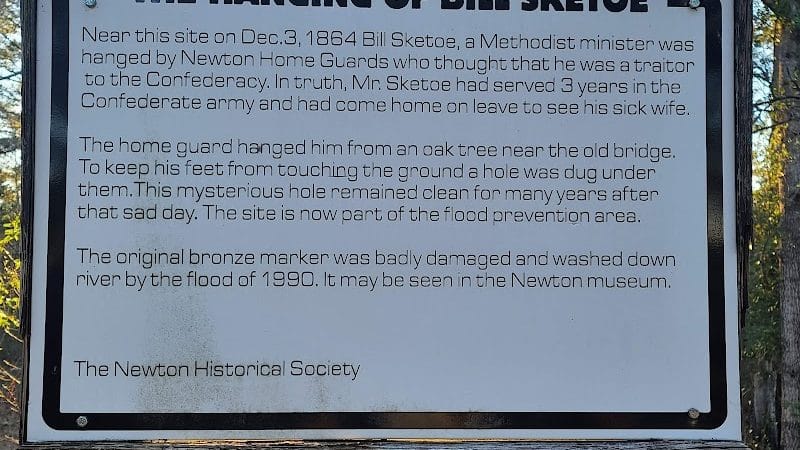 THE HANGING OF BILL SKETOE
Near this site on Dec.3, 1864 Bill Sketoe, a Methodist minister was
hanged by Newton Home Guards who thought that he was a traitor
to the Confederacy. In truth, Mr. Sketoe had served 3 years in the
Confederate army and had come home on leave to see his sick wife.
The home guard hanged him from an oak tree near the old bridge.
To keep his feet from touching the ground a hole was dug under
them.This mysterious hole remained clean for many years after
that sad day. The site is now part of the flood prevention area.
The original bronze marker was badly damaged and washed down
river by the flood of 1990. It may be seen in the Newton museum.
The Newton Historical Society